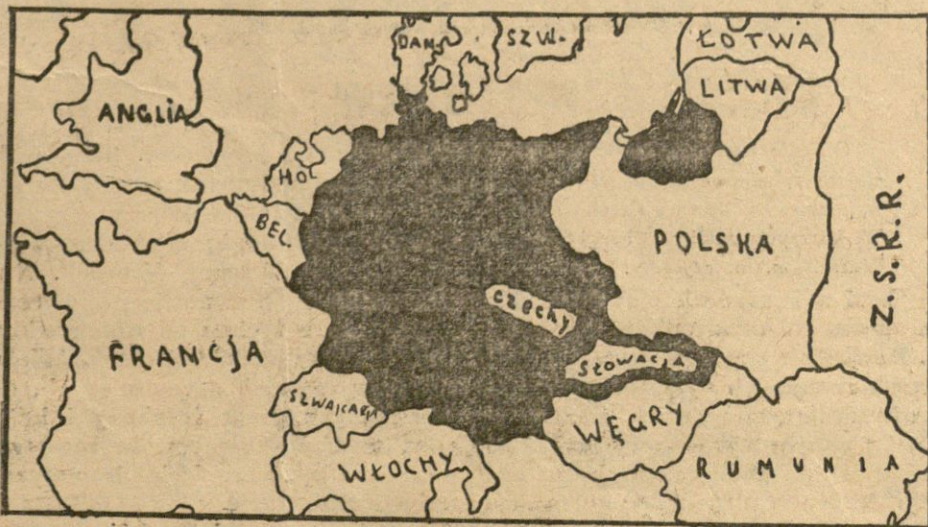 DAN.
SZW.
ŁOTWA
LITWA
ANGLIA
HOL
BEL.
POLSKA
Z.S.R.R.
CZECHY
FRANCJA
SŁOWACJA
SZWAJCARJA
WĘGRY
WŁOCHY
RUMUNIA